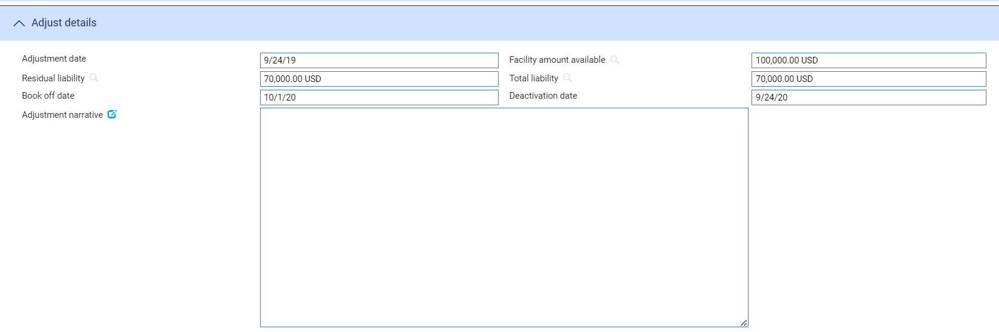 Adjust details
Adjustment date 9/24/19 Facility amount available 100,000.00 USD
Residual liability 70,000.00 USD Total liability 70,000.00 USD
Book off date 10/1/20 Deactivation date 9/24/20
Adjustment narrative